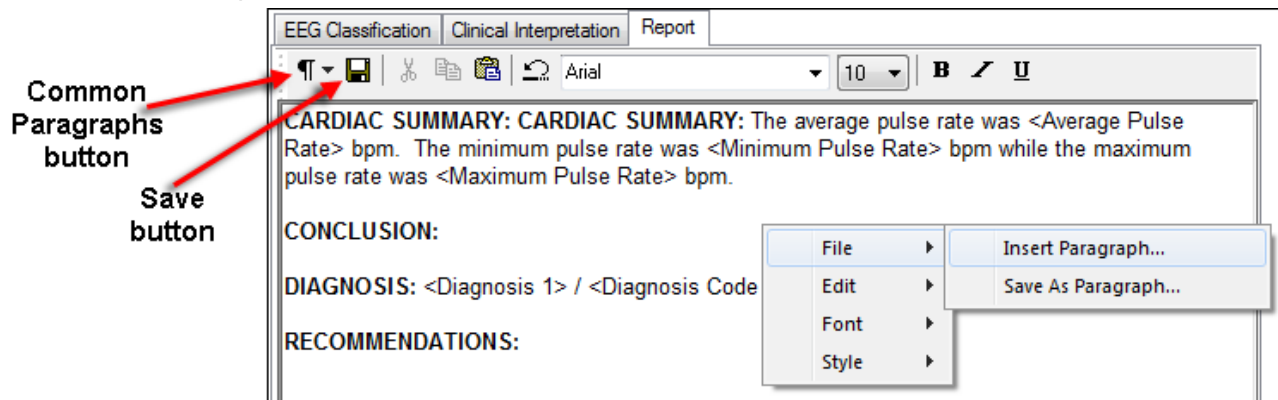 EEG Classification Clinical Interpretation Report
¶ Arial 10 B I U
Common
Paragraphs
button
Save
button
CARDIAC SUMMARY: CARDIAC SUMMARY: The average pulse rate was <Average Pulse
Rate> bpm. The minimum pulse rate was <Minimum Pulse Rate> bpm while the maximum
pulse rate was <Maximum Pulse Rate> bpm.
CONCLUSION:
DIAGNOSIS: <Diagnosis 1> / <Diagnosis Code
RECOMMENDATIONS:
File
Edit
Font
Style
Insert Paragraph...
Save As Paragraph...